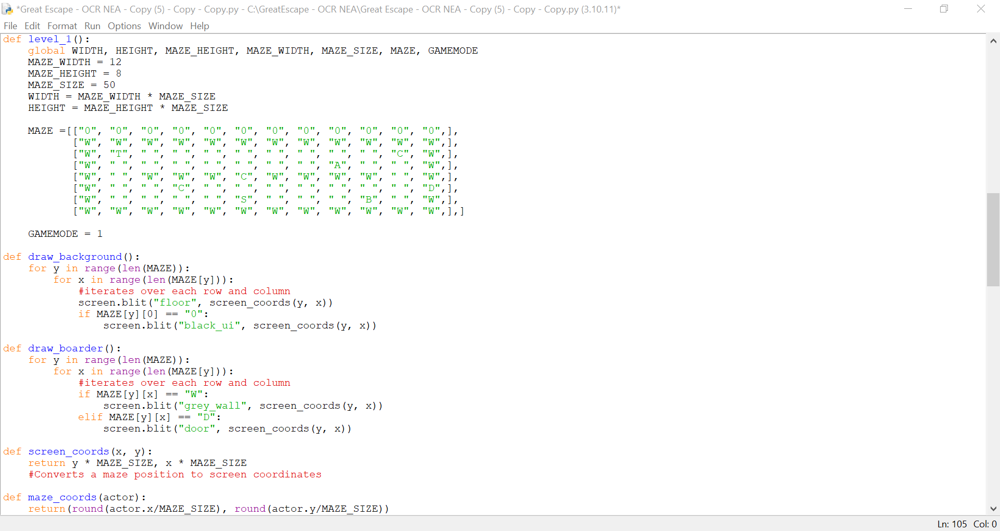 *Great Escape - OCR NEA - Copy (5) - Copy - Copy.py - C:\GreatEscape - OCR NEA\Great Escape - OCR NEA - Copy (5) - Copy - Copy.py (3.10.11)*
File Edit Format Run Options Window Help
def level_1():
    global WIDTH, HEIGHT, MAZE_HEIGHT, MAZE_WIDTH, MAZE_SIZE, MAZE, GAMEMODE
    MAZE_WIDTH = 12
    MAZE_HEIGHT = 8
    MAZE_SIZE = 50
    WIDTH = MAZE_WIDTH * MAZE_SIZE
    HEIGHT = MAZE_HEIGHT * MAZE_SIZE
    MAZE =[["0", "0", "0", "0", "0", "0", "0", "0", "0", "0", "0", "0",],
           ["W", "W", "W", "W", "W", "W", "W", "W", "W", "W", "W", "W",],
           ["W", "T", " ", " ", " ", " ", " ", " ", " ", " ", "C", "W",],
           ["W", " ", " ", " ", " ", " ", " ", " ", "A", " ", " ", "W",],
           ["W", " ", "W", "W", "W", "C", "W", "W", "W", "W", " ", "W",],
           ["W", " ", " ", "C", " ", " ", " ", " ", " ", " ", " ", "D",],
           ["W", " ", " ", " ", " ", "S", " ", " ", " ", "B", " ", "W",],
           ["W", "W", "W", "W", "W", "W", "W", "W", "W", "W", "W", "W",],]
    GAMEMODE = 1
def draw_background():
    for y in range(len(MAZE)):
        for x in range(len(MAZE[y])):
            #iterates over each row and column
            screen.blit("floor", screen_coords(y, x))
            if MAZE[y][0] == "0":
                screen.blit("black_ui", screen_coords(y, x))
def draw_boarder():
    for y in range(len(MAZE)):
        for x in range(len(MAZE[y])):
            #iterates over each row and column
            if MAZE[y][x] == "W":
                screen.blit("grey_wall", screen_coords(y, x))
            elif MAZE[y][x] == "D":
                screen.blit("door", screen_coords(y, x))
def screen_coords(x, y):
    return y * MAZE_SIZE, x * MAZE_SIZE
    #Converts a maze position to screen coordinates
def maze_coords(actor):
    return(round(actor.x/MAZE_SIZE), round(actor.y/MAZE_SIZE))
Ln: 105 Col: 0